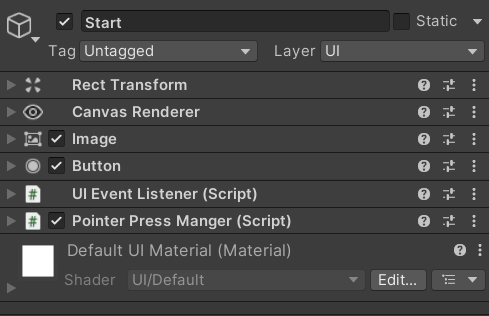 Start Static
Tag Untagged Layer UI
Rect Transform
Canvas Renderer
Image
Button
# UI Event Listener (Script)
# Pointer Press Manger (Script)
Default UI Material (Material)
Shader UI/Default Edit...